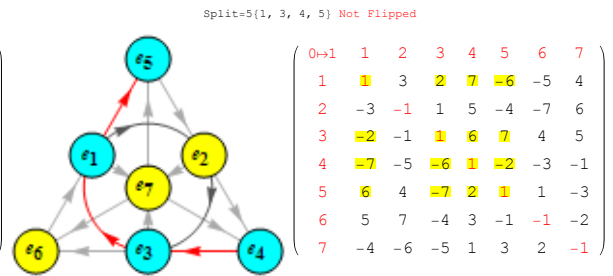 Split=5{1, 3, 4, 5} Not Flipped
e5
e1
e2
e7
e6
e3
e4
0↦1 1 2 3 4 5 6 7
1 1 3 2 7 -6 -5 4
2 -3 -1 1 5 -4 -7 6
3 -2 -1 1 6 7 4 5
4 -7 -5 -6 1 -2 -3 -1
5 6 4 -7 2 1 1 -3
6 5 7 -4 3 -1 -1 -2
7 -4 -6 -5 1 3 2 -1